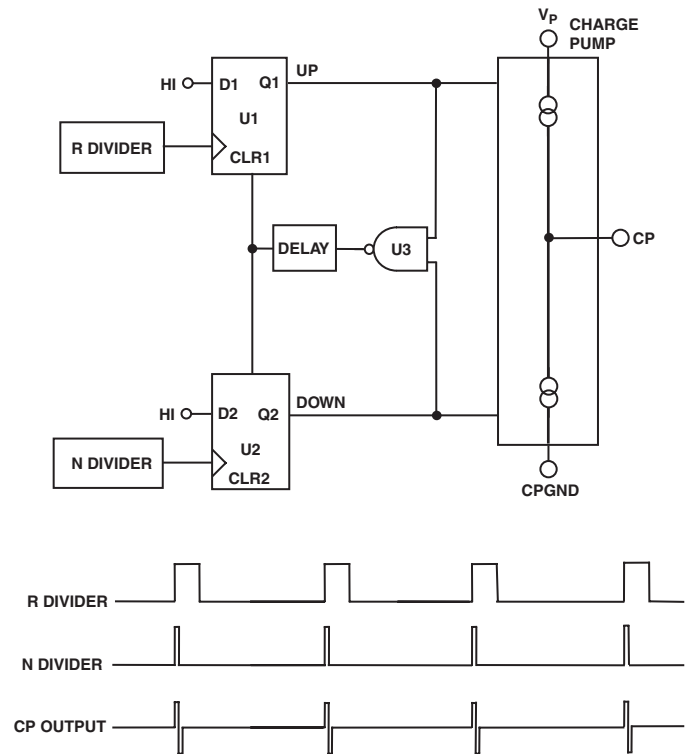 VP CHARGE
PUMP
UP
HI D1 Q1
U1
R DIVIDER
CLR1
DELAY U3 CP
DOWN
HI D2 Q2
U2
N DIVIDER
CLR2
CPGND
R DIVIDER
N DIVIDER
CP OUTPUT